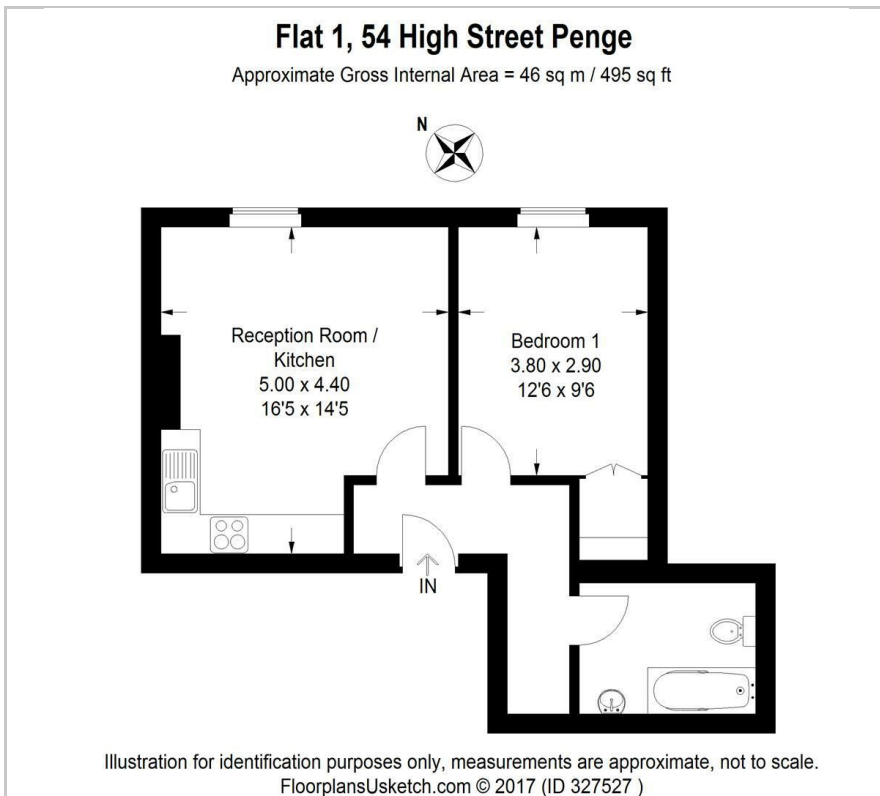 Flat 1, 54 High Street Penge
Approximate Gross Internal Area = 46 sq m / 495 sq ft
N
Reception Room /
Kitchen
5.00 x 4.40
16'5 x 14'5
Bedroom 1
3.80 x 2.90
12'6 x 9'6
IN
Illustration for identification purposes only, measurements are approximate, not to scale.
FloorplansUsketch.com © 2017 (ID 327527 )